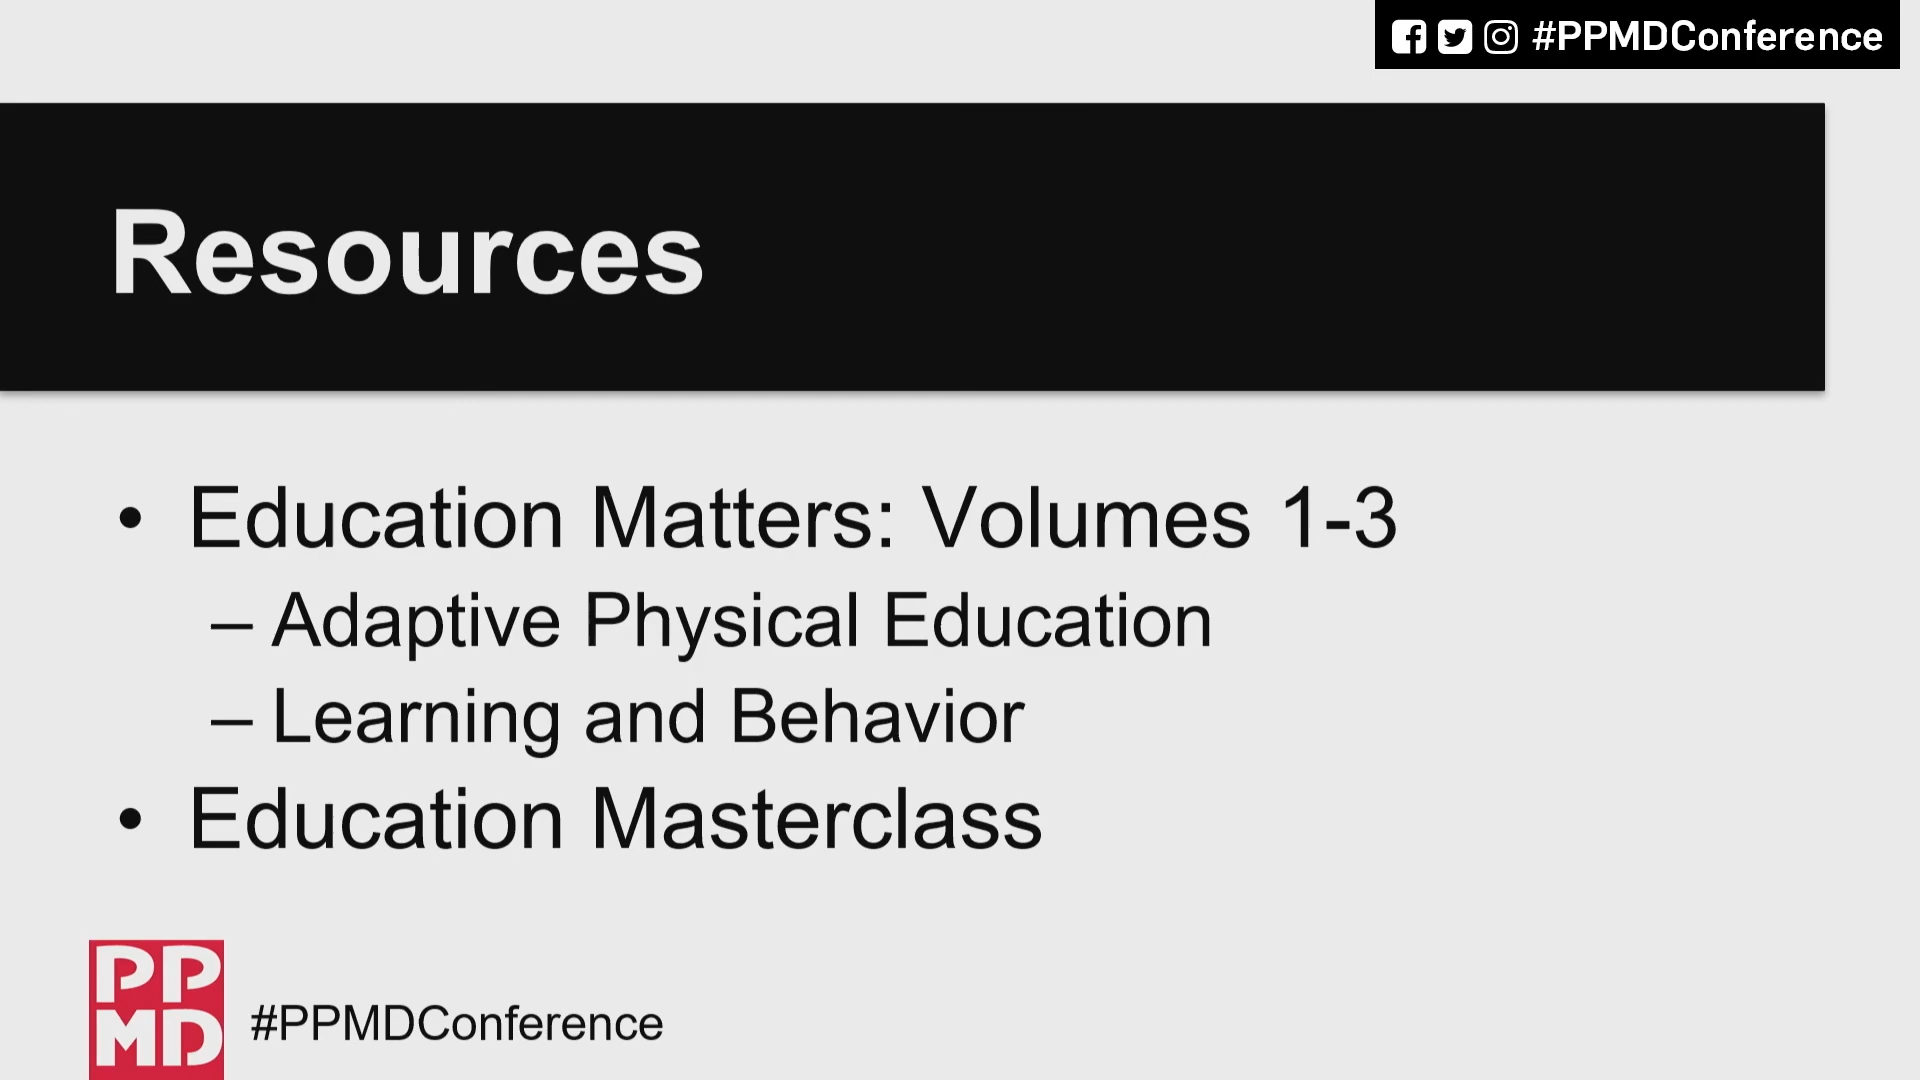 #PPMDConference
Resources
• Education Matters: Volumes 1-3
– Adaptive Physical Education
– Learning and Behavior
• Education Masterclass
PP
MD
#PPMDConference